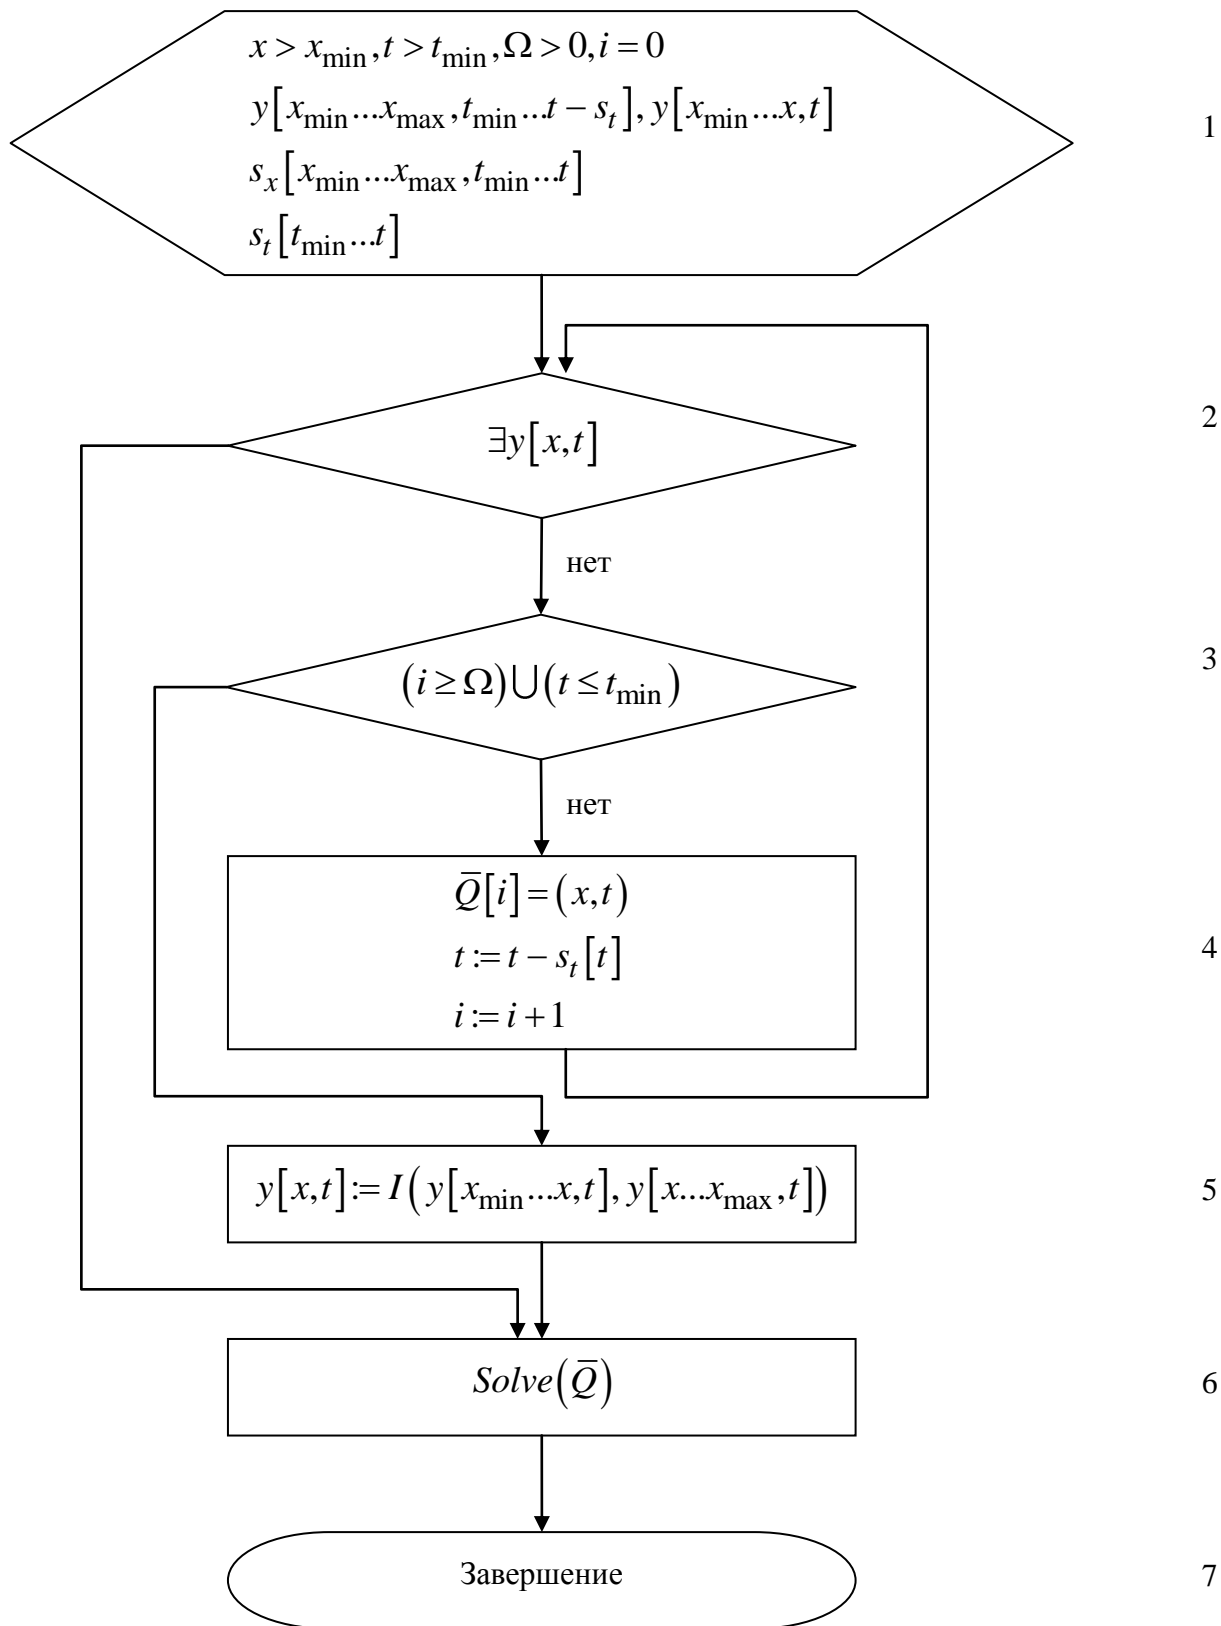 x > x_min, t > t_min, Ω > 0, i = 0
y[x_min...x_max, t_min...t − s_t], y[x_min...x, t]
1
s_x[x_min...x_max, t_min...t]
s_t[t_min...t]
2
∃y[x, t]
нет
3
(i ≥ Ω)⋃(t ≤ t_min)
нет
Q̅[i] = (x, t)
t := t − s_t[t]
4
i := i + 1
y[x, t] := I(y[x_min...x, t], y[x...x_max, t])
5
Solve(Q̅)
6
Завершение
7